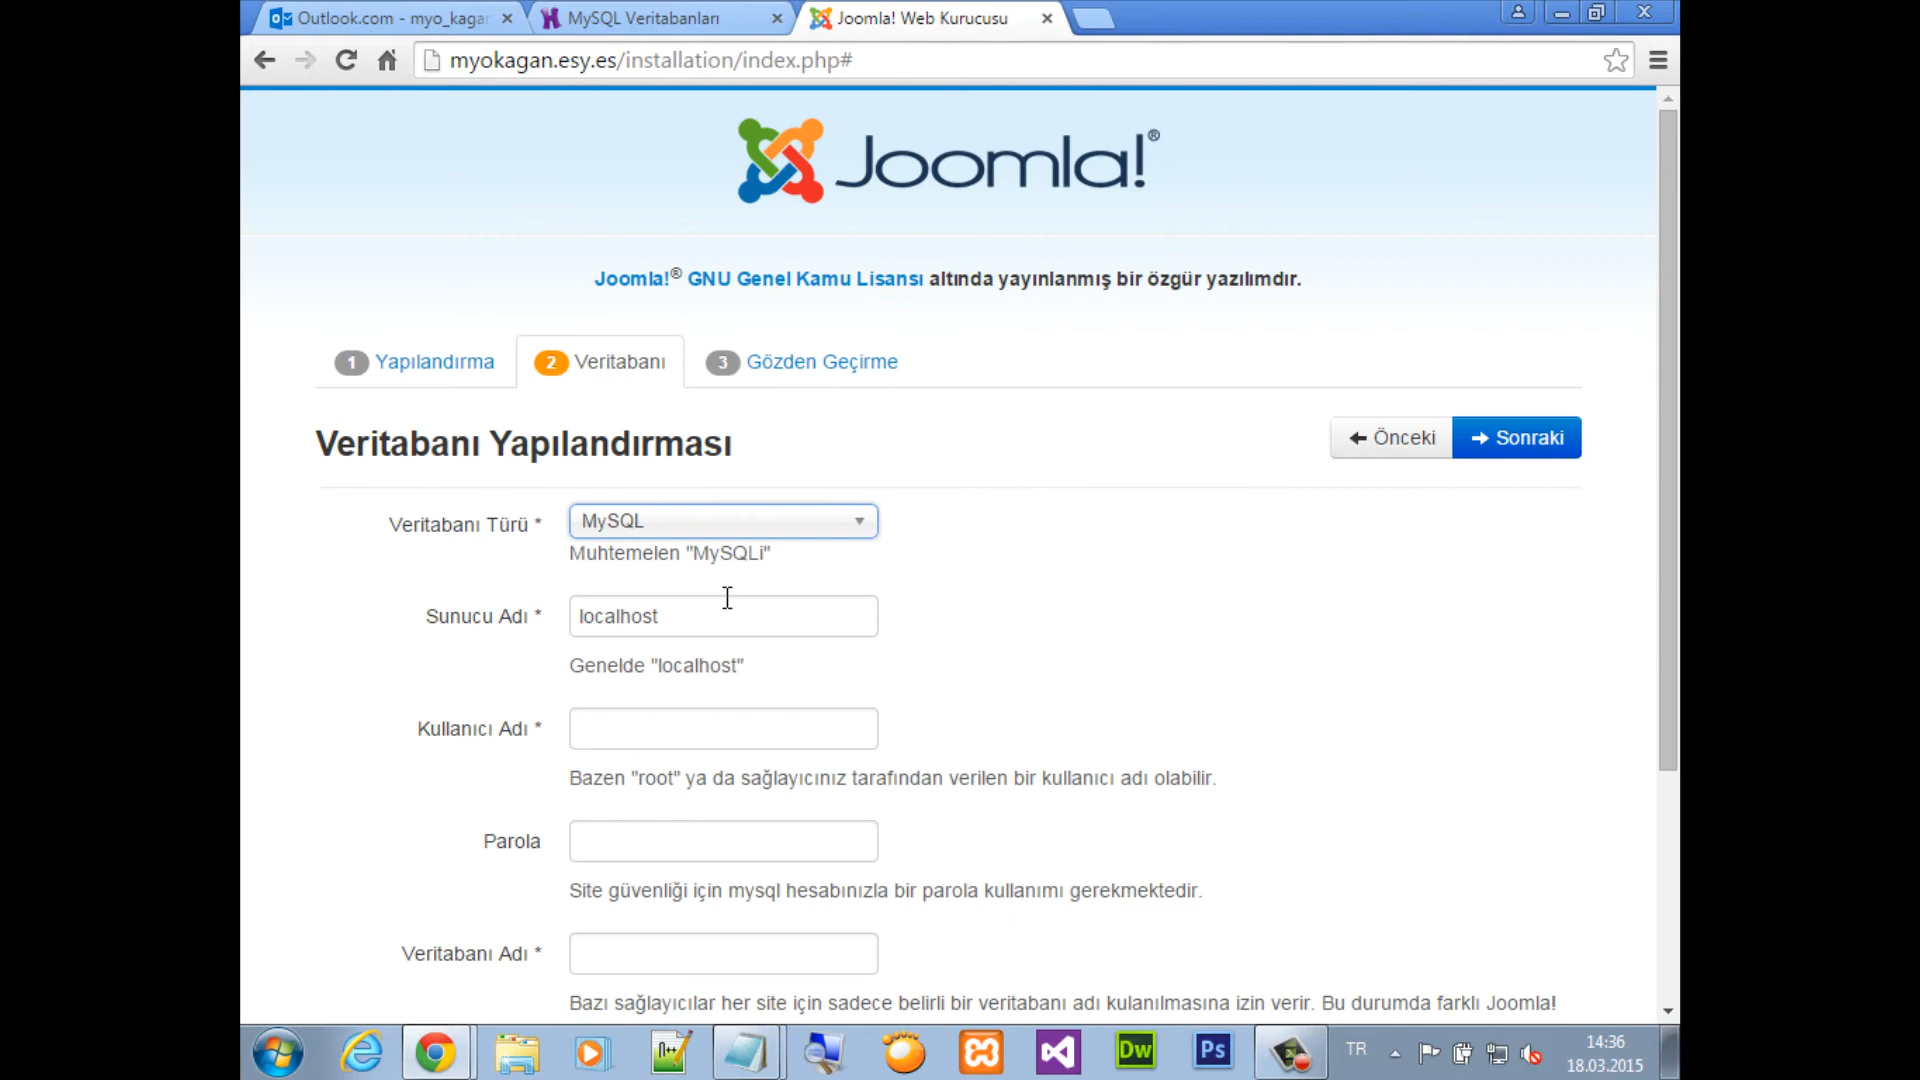 Outlook.com - myo_kagan
MySQL Veritabanları
Joomla! Web Kurucusu
myokagan.esy.es/installation/index.php#
Joomla!®
Joomla!® GNU Genel Kamu Lisansı altında yayınlanmış bir özgür yazılımdır.
1 Yapılandırma
2 Veritabanı
3 Gözden Geçirme
Veritabanı Yapılandırması
Önceki
Sonraki
Veritabanı Türü *
MySQL
Muhtemelen "MySQLi"
Sunucu Adı *
localhost
Genelde "localhost"
Kullanıcı Adı *
Bazen "root" ya da sağlayıcınız tarafından verilen bir kullanıcı adı olabilir.
Parola
Site güvenliği için mysql hesabınızla bir parola kullanımı gerekmektedir.
Veritabanı Adı *
Bazı sağlayıcılar her site için sadece belirli bir veritabanı adı kulanılmasına izin verir. Bu durumda farklı Joomla!
N++
Dw
Ps
TR
14:36
18.03.2015